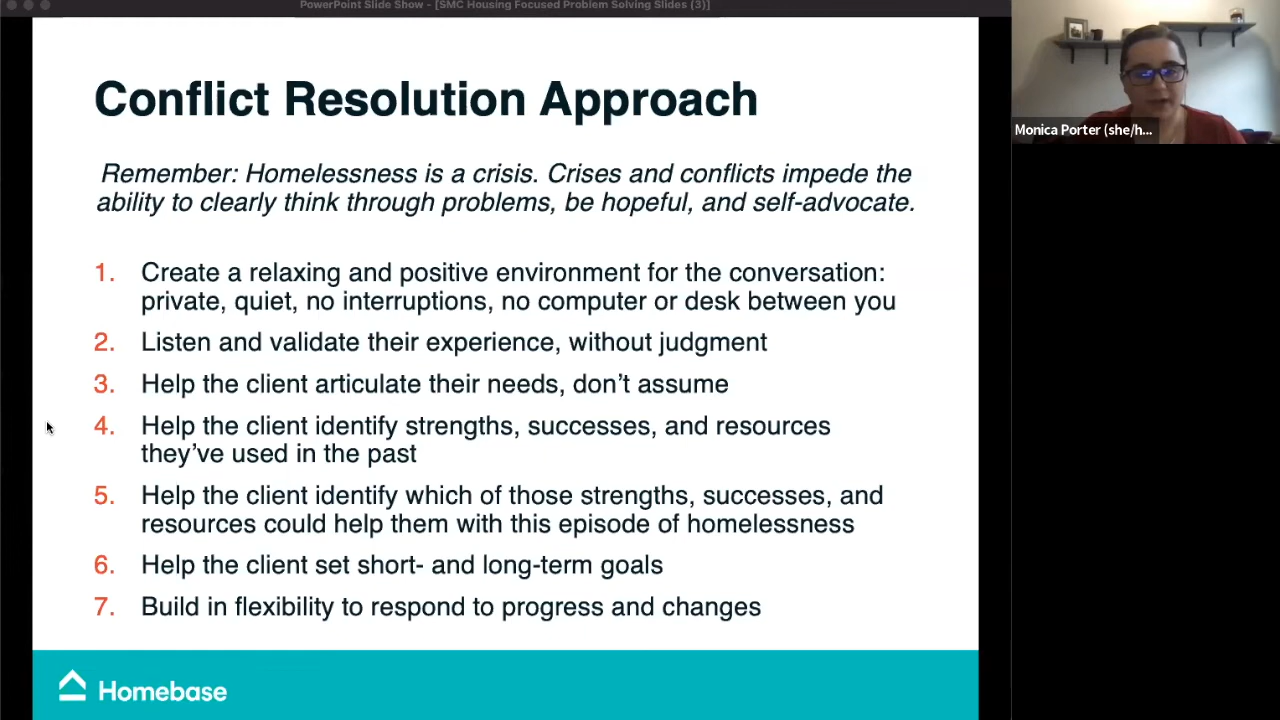 PowerPoint Slide Show - [SMC Housing Focused Problem Solving Slides (3)]
Conflict Resolution Approach
Remember: Homelessness is a crisis. Crises and conflicts impede the
ability to clearly think through problems, be hopeful, and self-advocate.
1. Create a relaxing and positive environment for the conversation:
private, quiet, no interruptions, no computer or desk between you
2. Listen and validate their experience, without judgment
3. Help the client articulate their needs, don’t assume
4. Help the client identify strengths, successes, and resources
they’ve used in the past
5. Help the client identify which of those strengths, successes, and
resources could help them with this episode of homelessness
6. Help the client set short- and long-term goals
7. Build in flexibility to respond to progress and changes
Homebase
Monica Porter (she/h...